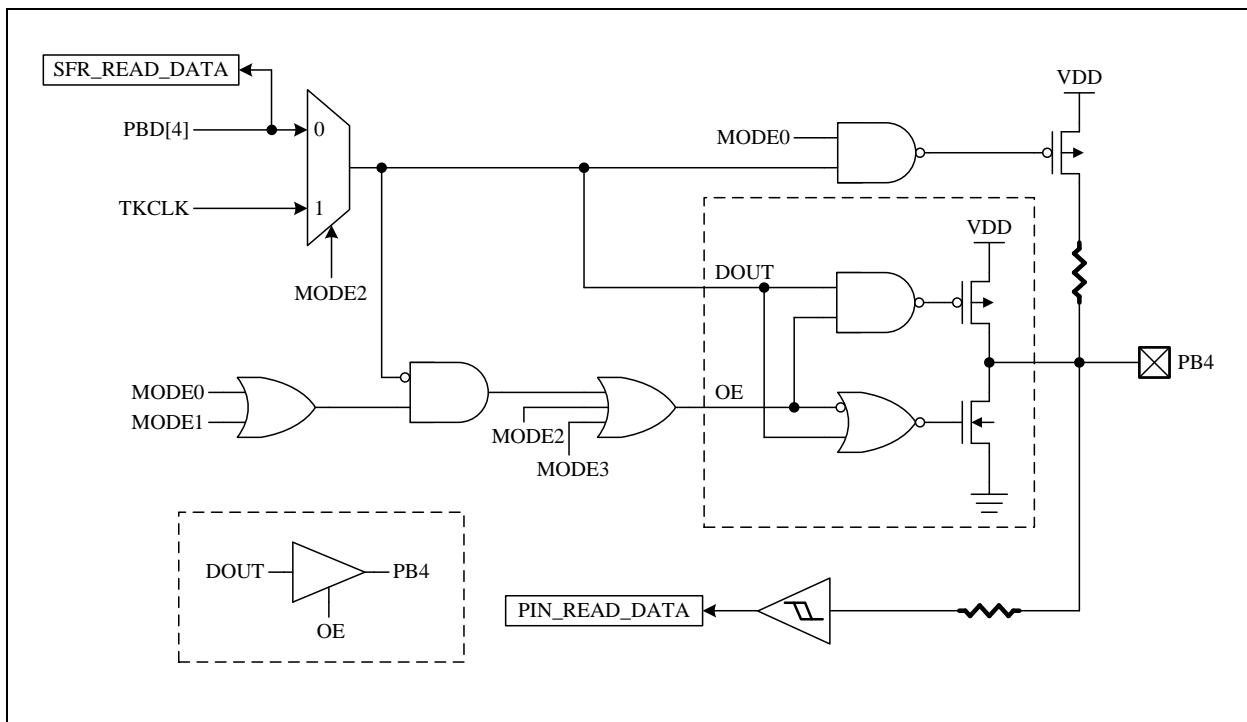 SFR_READ_DATA
VDD
PBD[4]
0
MODE0
TKCLK
1
VDD
MODE2
DOUT
PB4
MODE0
MODE1
OE
MODE2
MODE3
DOUT
PB4
OE
PIN_READ_DATA